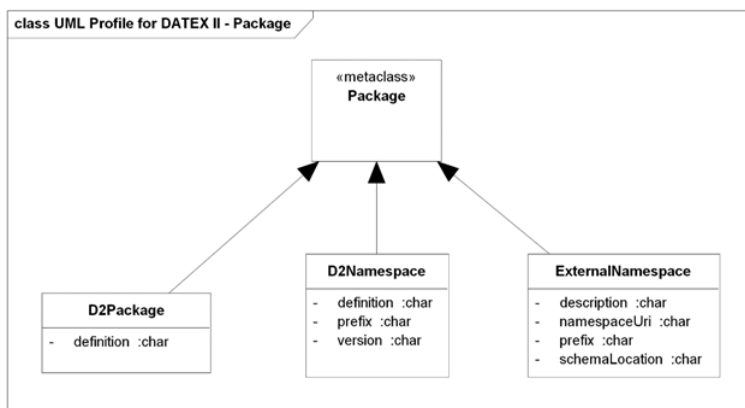 class UML Profile for DATEX II - Package
«metaclass»
Package
D2Package
- definition :char
D2Namespace
- definition :char
- prefix :char
- version :char
ExternalNamespace
- description :char
- namespaceUri :char
- prefix :char
- schemaLocation :char